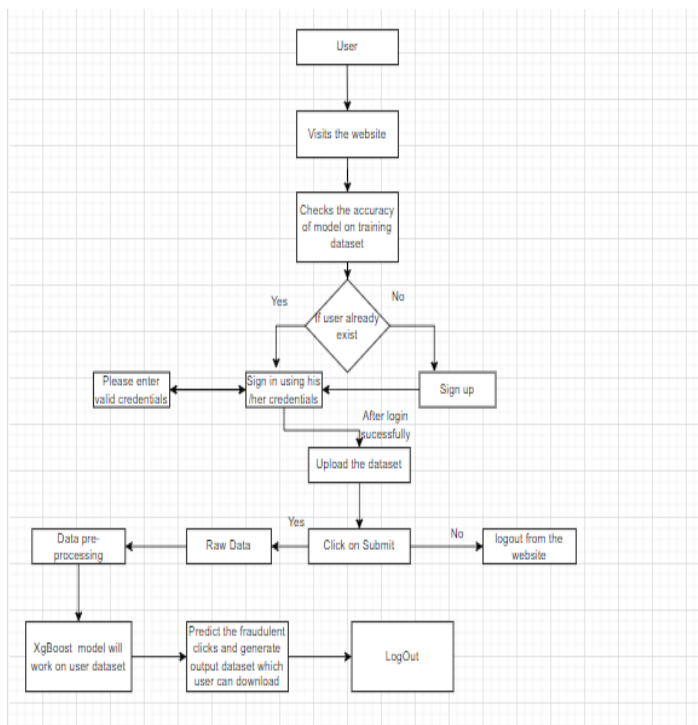 User
Visits the website
Checks the accuracy
of model on training
dataset
Yes
No
If user already
exist
Please enter
valid credentials
Sign in using his
/her credentials
Sign up
After login
sucessfully
Upload the dataset
Yes
No
Data pre-
processing
Raw Data
Click on Submit
logout from the
website
XgBoost model will
work on user dataset
Predict the fraudulent
clicks and generate
output dataset which
user can download
LogOut